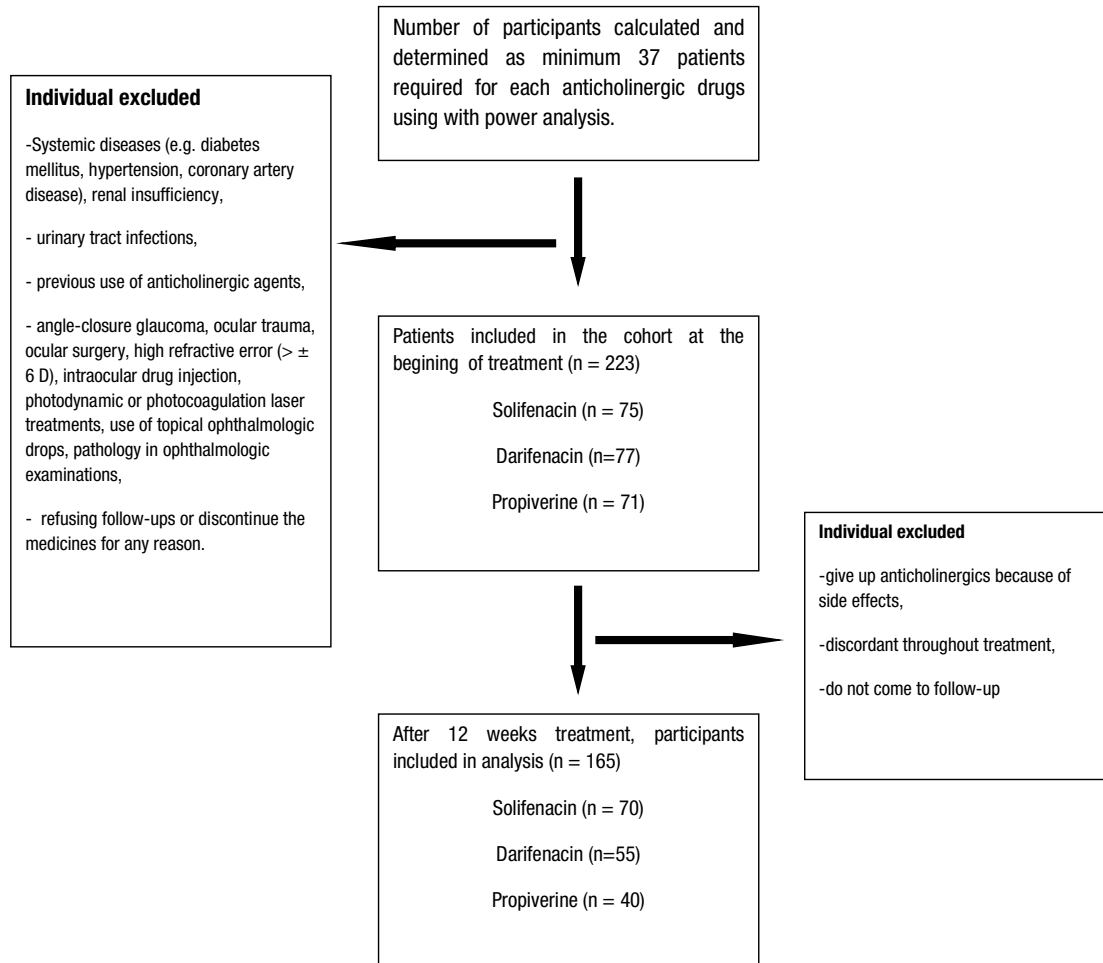 Number of participants calculated and
determined as minimum 37 patients
required for each anticholinergic drugs
using with power analysis.
Individual excluded
-Systemic diseases (e.g. diabetes
mellitus, hypertension, coronary artery
disease), renal insufficiency,
- urinary tract infections,
- previous use of anticholinergic agents,
- angle-closure glaucoma, ocular trauma,
ocular surgery, high refractive error (> ±
6 D), intraocular drug injection,
photodynamic or photocoagulation laser
treatments, use of topical ophthalmologic
drops, pathology in ophthalmologic
examinations,
- refusing follow-ups or discontinue the
medicines for any reason.
Patients included in the cohort at the
begining of treatment (n = 223)
Solifenacin (n = 75)
Darifenacin (n=77)
Propiverine (n = 71)
Individual excluded
-give up anticholinergics because of
side effects,
-discordant throughout treatment,
-do not come to follow-up
After 12 weeks treatment, participants
included in analysis (n = 165)
Solifenacin (n = 70)
Darifenacin (n=55)
Propiverine (n = 40)